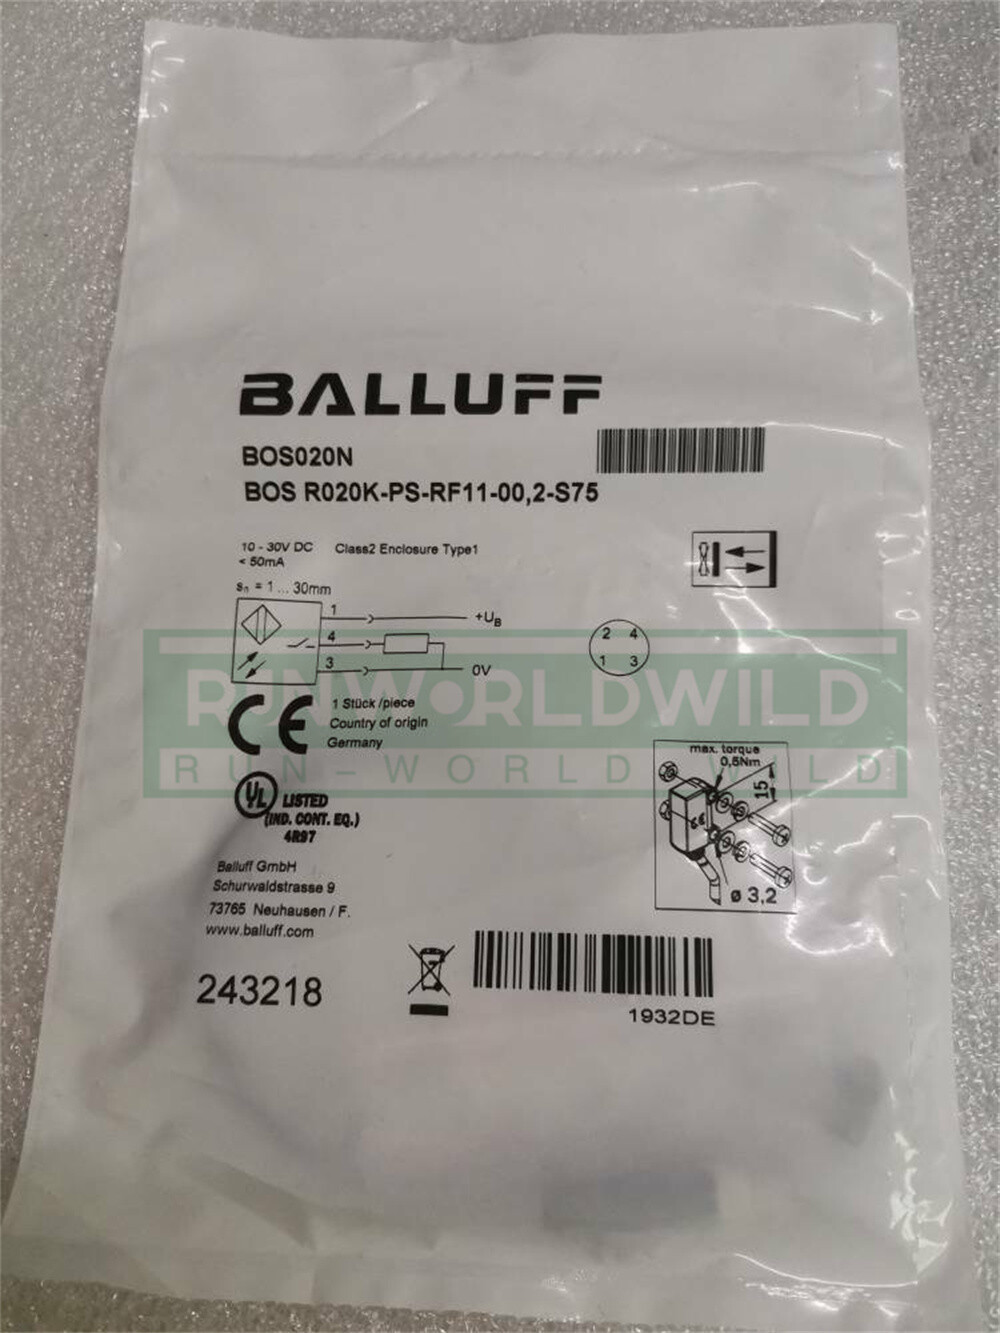 BALLUFF
BOS020N
BOS R020K-PS-RF11-00,2-S75
10 - 30V DC Class2 Enclosure Type1
< 50mA
sn = 1 ... 30mm
1 +UB
4
3 0V
2 4
1 3
RUNWORLDWILD
RUN-WORLD WILD
CE 1 Stück /piece
Country of origin
Germany
max. torque
0,5Nm
15
CE
ø 3,2
UL LISTED
(IND. CONT. EQ.)
4R97
Balluff GmbH
Schurwaldstrasse 9
73765 Neuhausen / F.
www.balluff.com
243218
1932DE